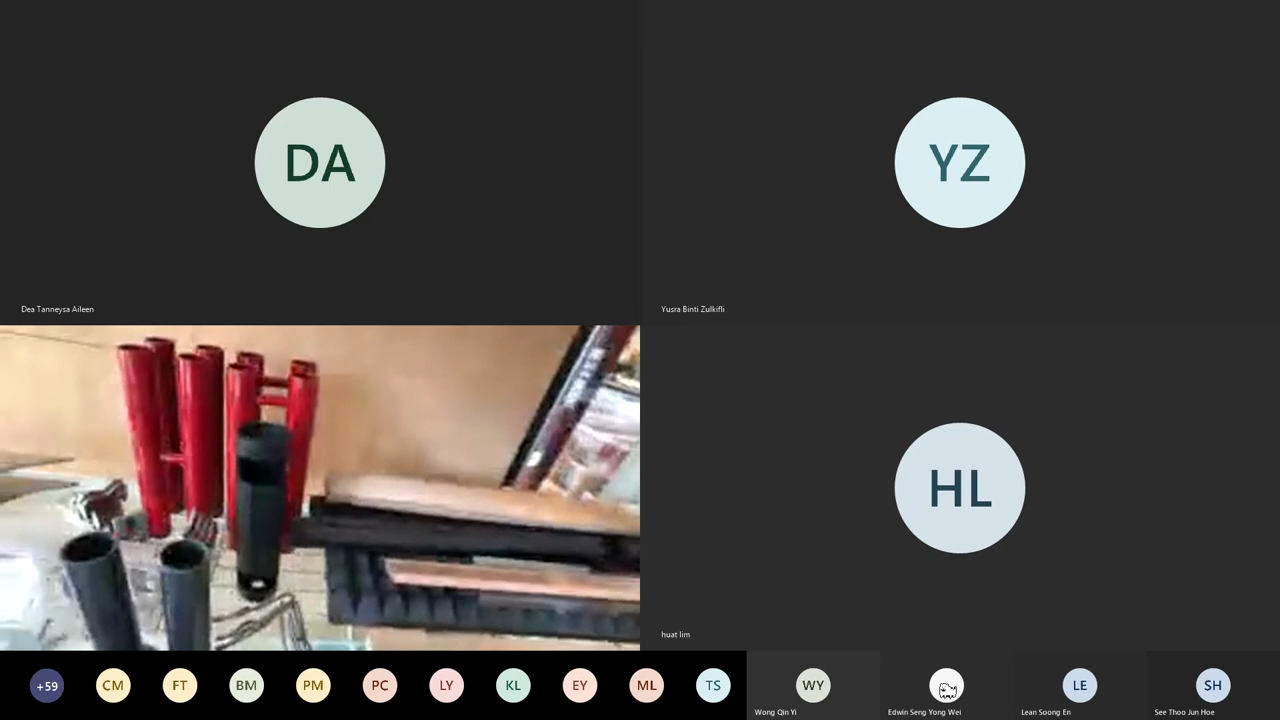 DA
Dea Tanneysa Aileen
YZ
Yusra Binti Zulkifli
HL
huat lim
+59
CM
FT
BM
PM
PC
LY
KL
EY
ML
TS
WY
Wong Qin Yi
Edwin Seng Yong Wei
LE
Lean Soong En
SH
See Thoo Jun Hoe